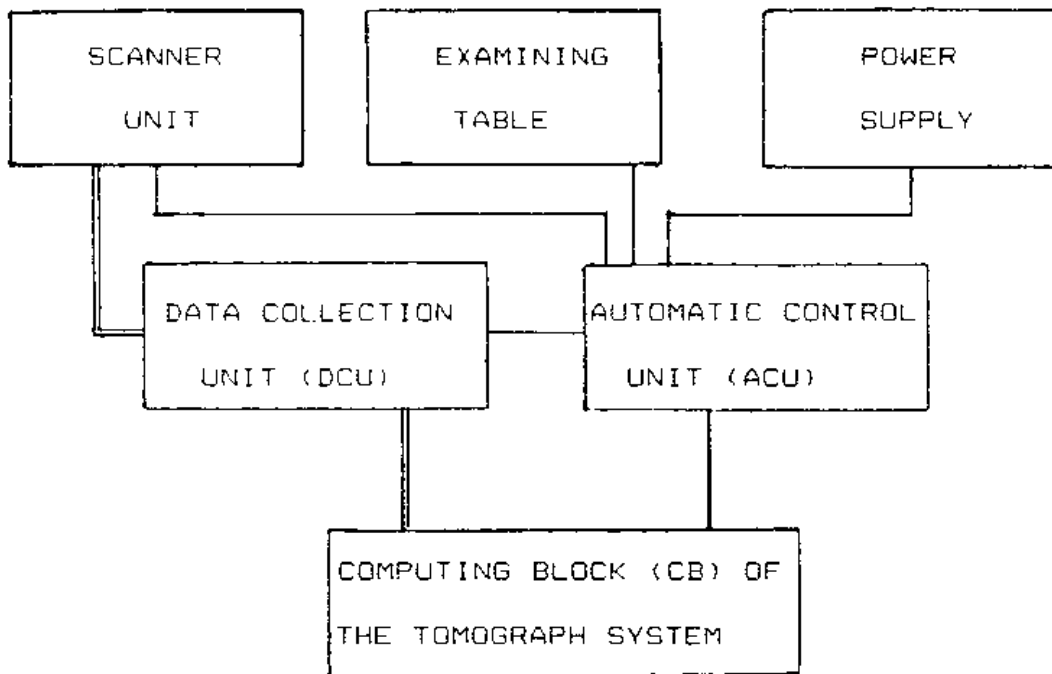 SCANNER
UNIT
EXAMINING
TABLE
POWER
SUPPLY
DATA COLLECTION
UNIT (DCU)
AUTOMATIC CONTROL
UNIT (ACU)
COMPUTING BLOCK (CB) OF
THE TOMOGRAPH SYSTEM